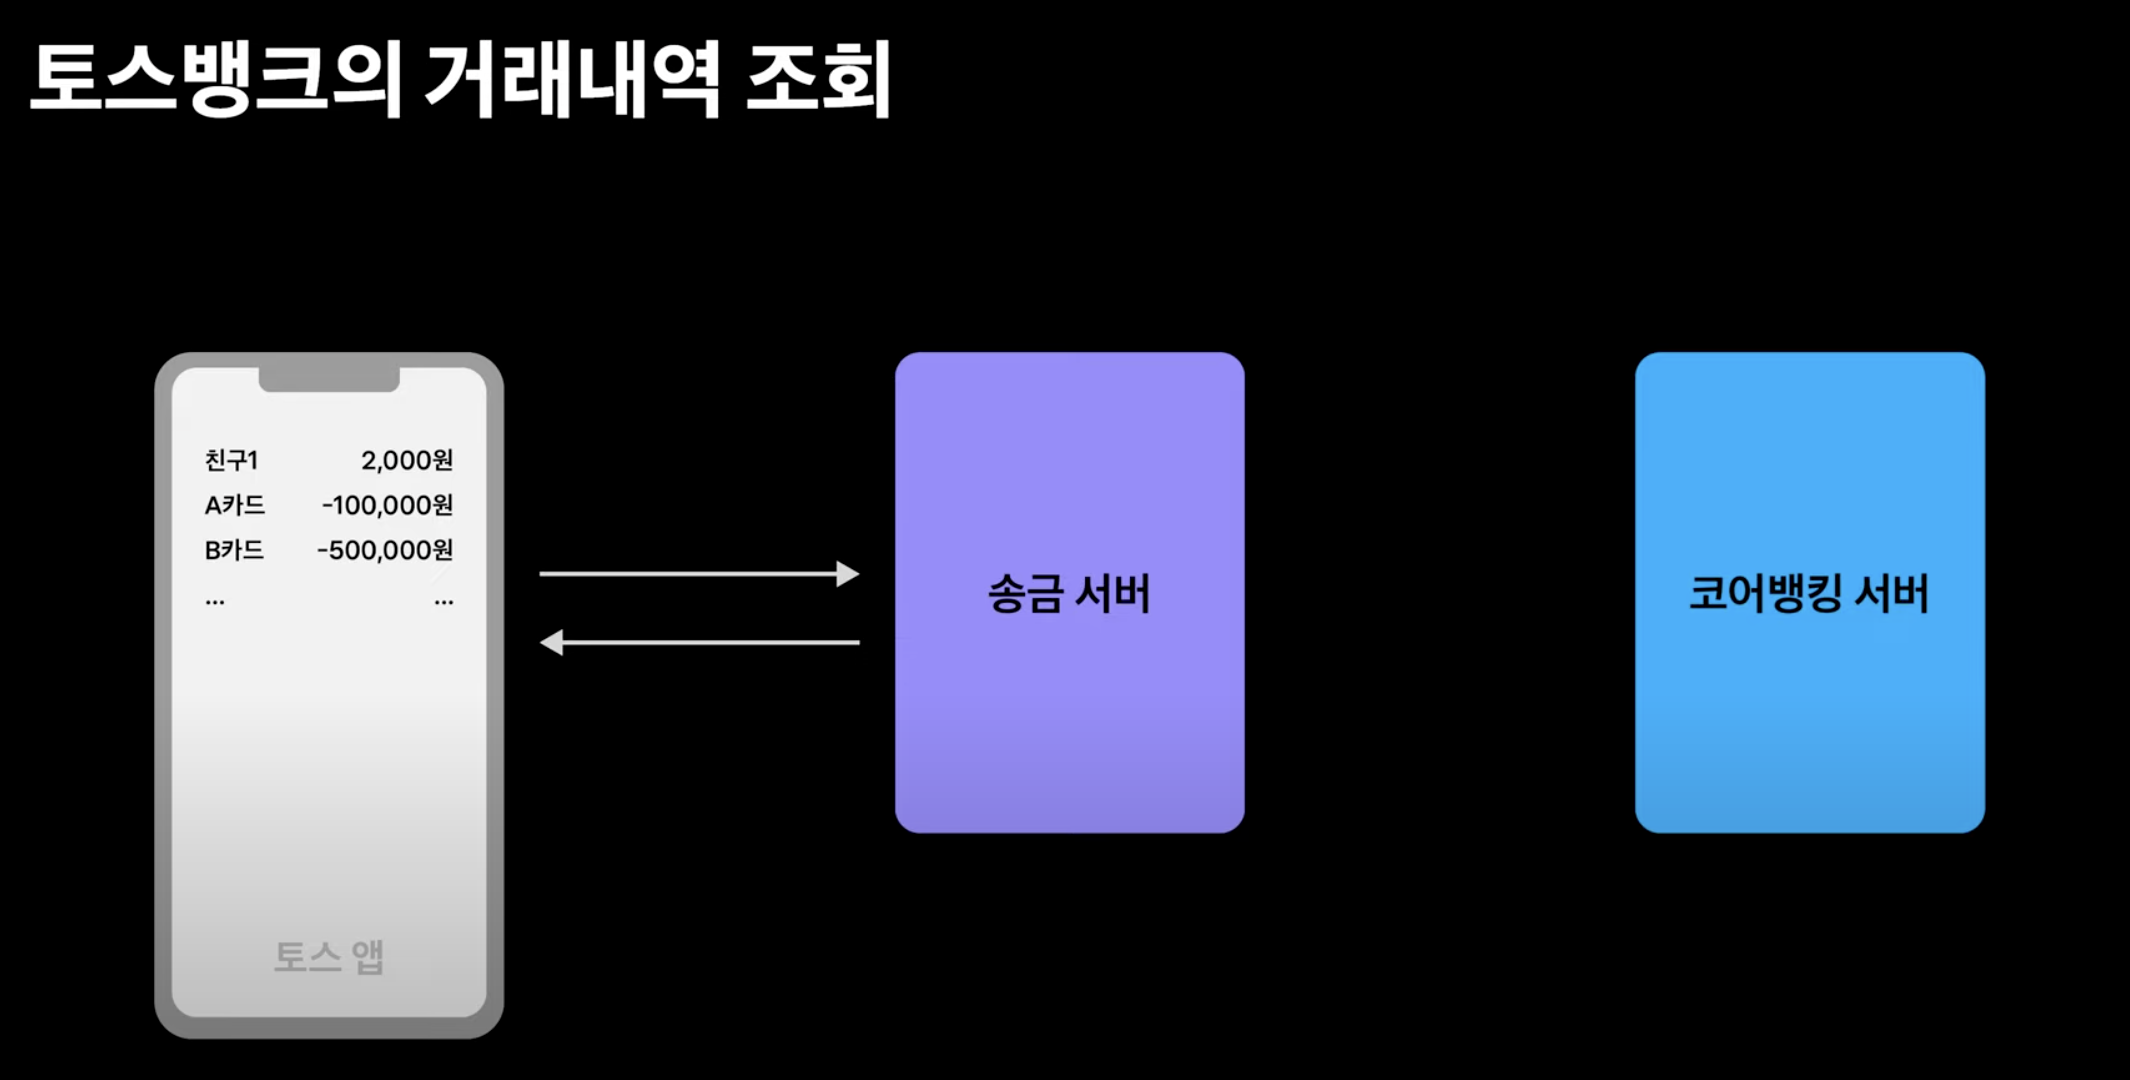 토스뱅크의 거래내역 조회
친구1 2,000원
A카드 -100,000원
B카드 -500,000원
... ...
토스 앱
송금 서버
코어뱅킹 서버